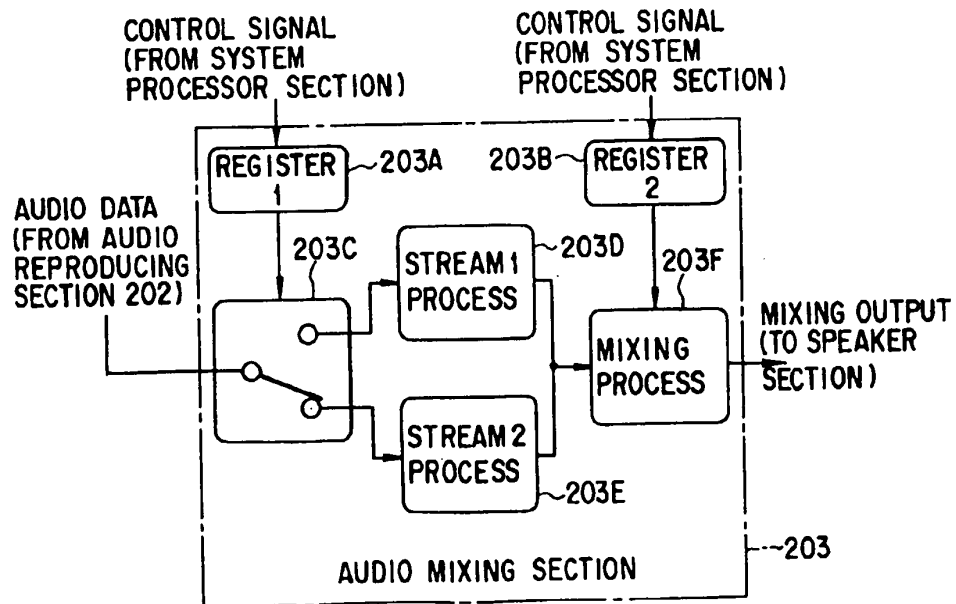 CONTROL SIGNAL
(FROM SYSTEM
PROCESSOR SECTION)
CONTROL SIGNAL
(FROM SYSTEM
PROCESSOR SECTION)
REGISTER
1
203A
203B
REGISTER
2
AUDIO DATA
(FROM AUDIO
REPRODUCING
SECTION 202)
203C
STREAM 1
PROCESS
203D
203F
MIXING
PROCESS
MIXING OUTPUT
(TO SPEAKER
SECTION)
STREAM 2
PROCESS
203E
203
AUDIO MIXING SECTION